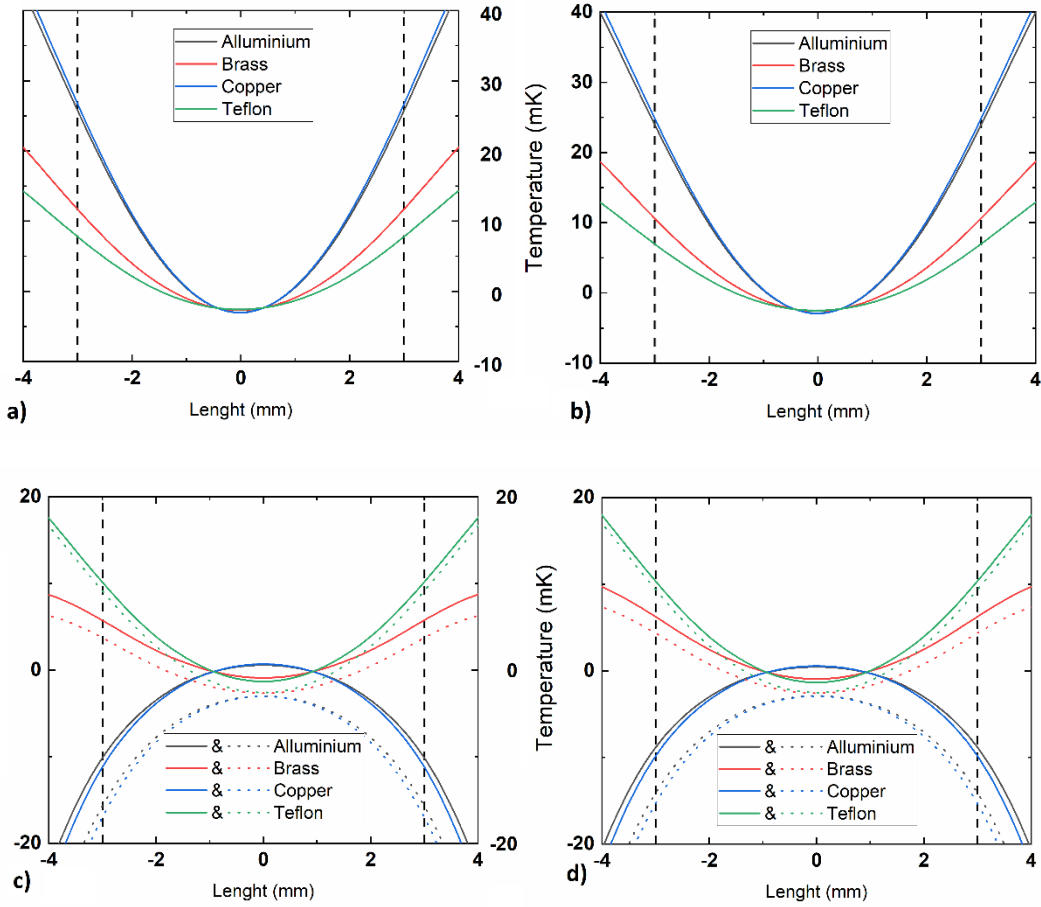 40
30
20
10
0
-10
Alluminium
Brass
Copper
Teflon
-4 -2 0 2 4
Lenght (mm)
a)
Temperature (mK)
40
30
20
10
0
-10
Alluminium
Brass
Copper
Teflon
-4 -2 0 2 4
Lenght (mm)
b)
20
0
-20
20
0
-20
& Alluminium
& Brass
& Copper
& Teflon
-4 -2 0 2 4
Lenght (mm)
c)
Temperature (mK)
20
10
0
-10
-20
& Alluminium
& Brass
& Copper
& Teflon
-4 -2 0 2 4
Lenght (mm)
d)